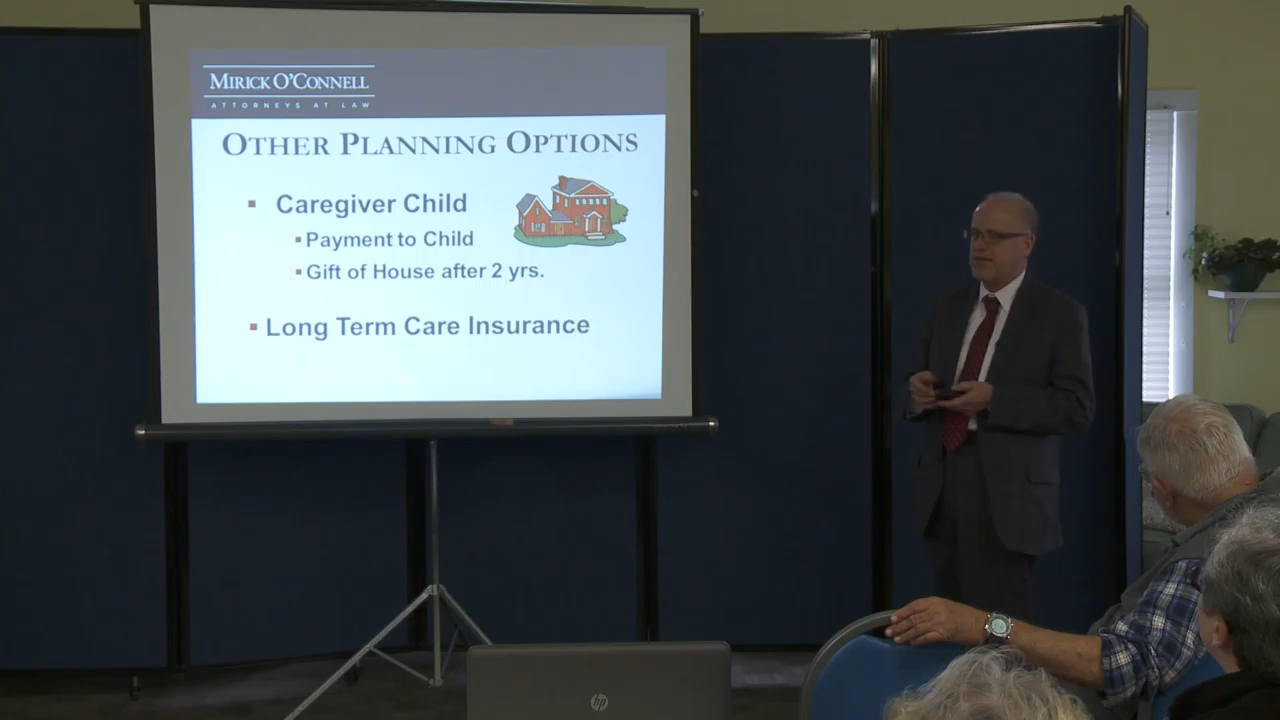 MIRICK O'CONNELL
ATTORNEYS AT LAW
OTHER PLANNING OPTIONS
▪ Caregiver Child
▪ Payment to Child
▪ Gift of House after 2 yrs.
▪ Long Term Care Insurance
hp